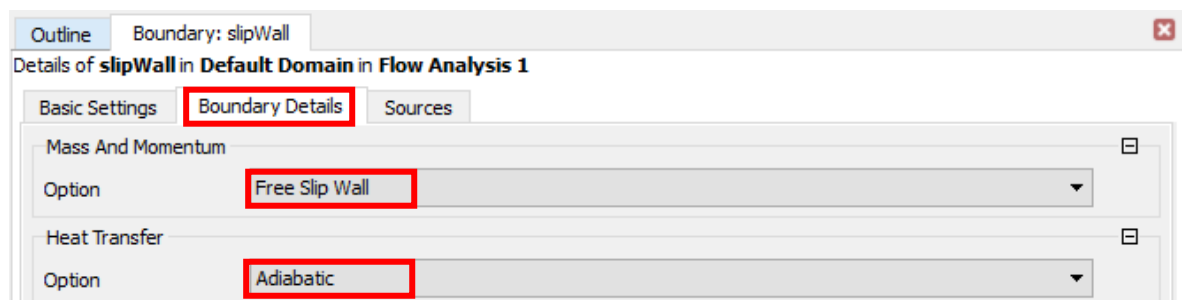 Outline Boundary: slipWall
Details of slipWall in Default Domain in Flow Analysis 1
Basic Settings Boundary Details Sources
Mass And Momentum
Option Free Slip Wall
Heat Transfer
Option Adiabatic